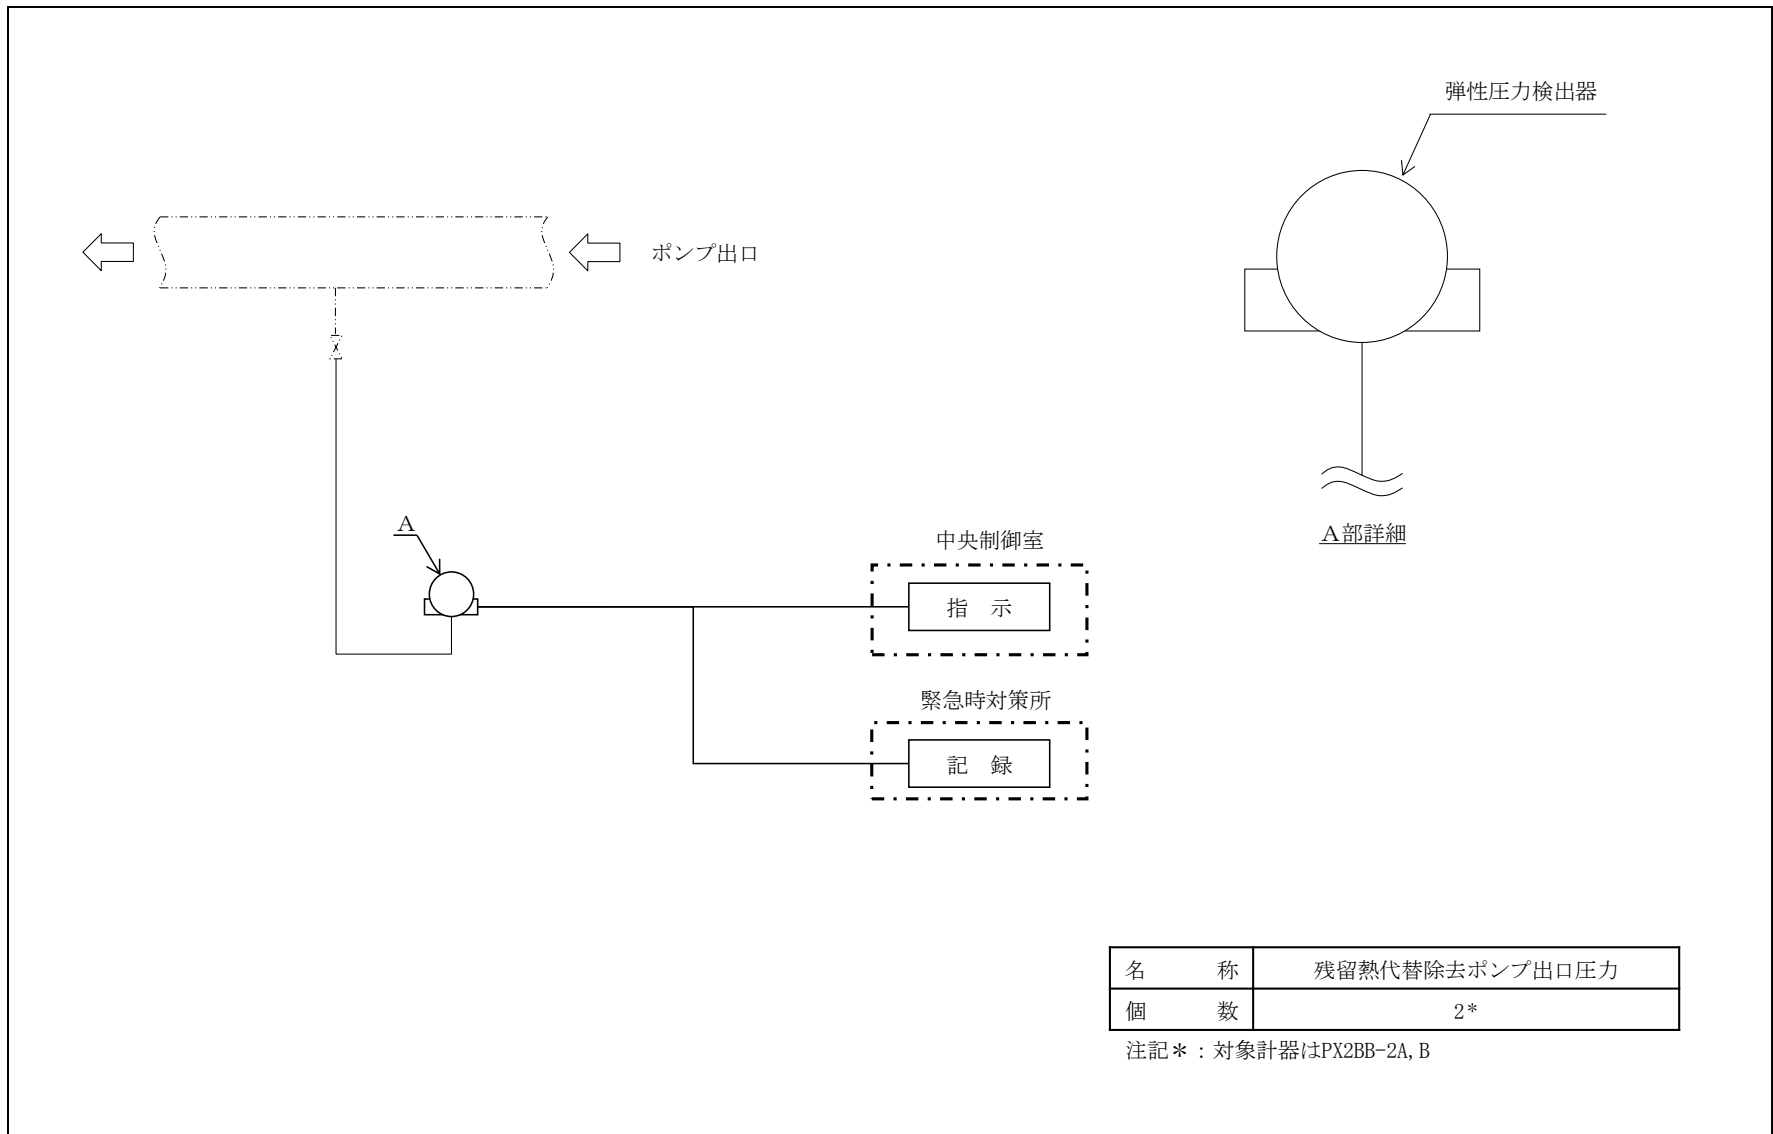 弾性圧力検出器
ポンプ出口
A
A部詳細
中央制御室
指 示
緊急時対策所
記 録
名 称 残留熱代替除去ポンプ出口圧力
個 数 2*
注記＊：対象計器はPX2BB-2A,B